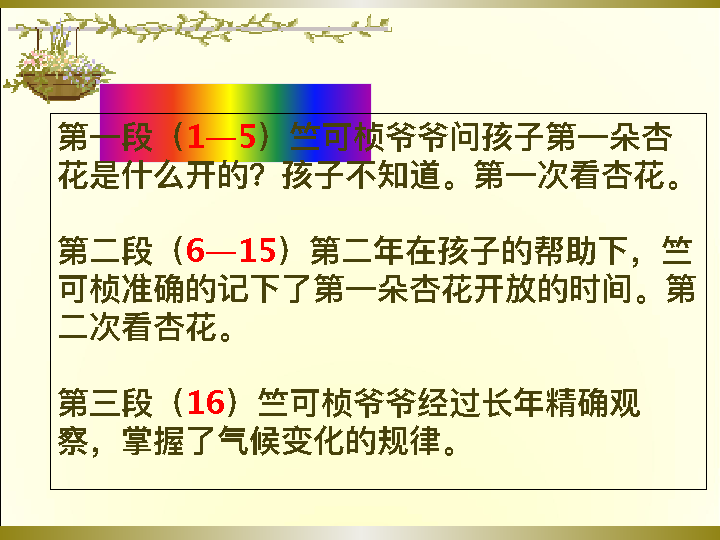 第一段（1—5）竺可桢爷爷问孩子第一朵杏
花是什么开的？孩子不知道。第一次看杏花。
第二段（6—15）第二年在孩子的帮助下，竺
可桢准确的记下了第一朵杏花开放的时间。第
二次看杏花。
第三段（16）竺可桢爷爷经过长年精确观
察，掌握了气候变化的规律。